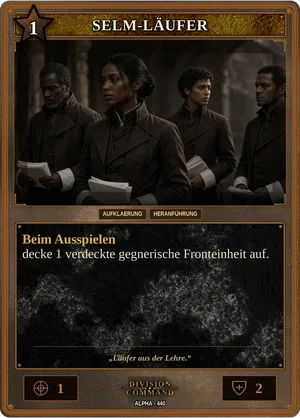 1
SELM-LÄUFER
AUFKLAERUNG HERANFÜHRUNG
Beim Ausspielen
decke 1 verdeckte gegnerische Fronteinheit auf.
„Läufer aus der Lehre.“
1
DIVISION
COMMAND
2
ALPHA - 440